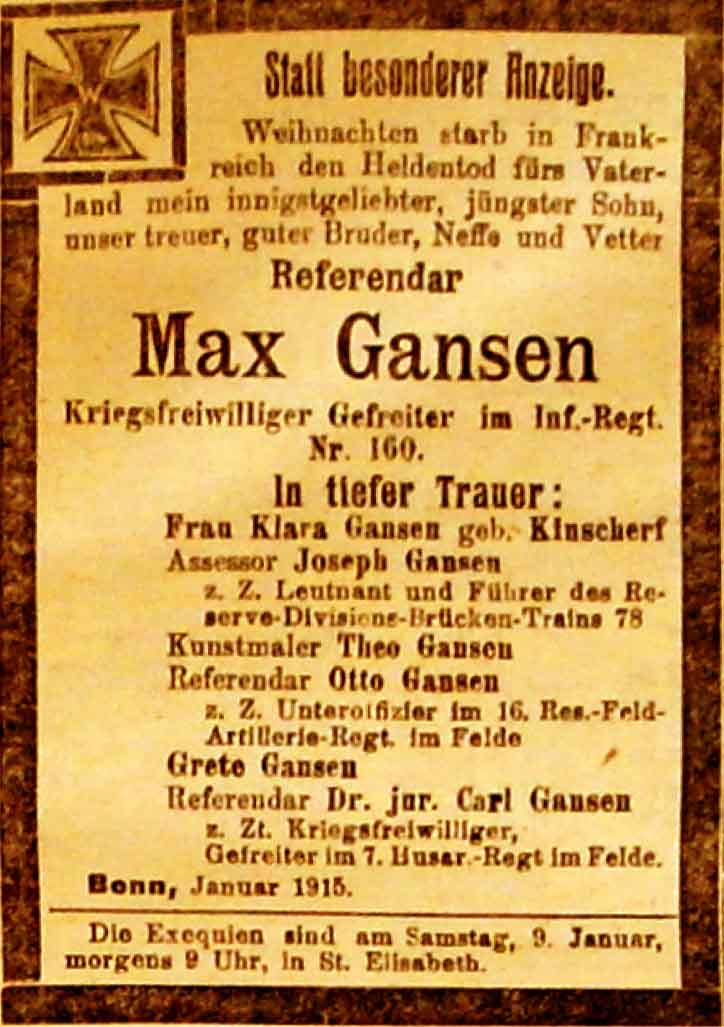 Statt besonderer Anzeige.
Weihnachten starb in Frank-
reich den Heldentod fürs Vater-
land mein innigstgeliebter, jüngster Sohn,
unser treuer, guter Bruder, Neffe und Vetter
Referendar
Max Gansen
Kriegsfreiwilliger Gefreiter im Inf.-Regt.
Nr. 160.
In tiefer Trauer:
Frau Klara Gansen geb. Kinscherf
Assessor Joseph Gansen
z. Z. Leutnant und Führer des Re-
serve-Divisions-Brücken-Trains 78
Kunstmaler Theo Gansen
Referendar Otto Gansen
z. Z. Unteroffizier im 16. Res.-Feld-
Artillerie-Regt. im Felde
Grete Gansen
Referendar Dr. jur. Carl Gansen
z. Zt. Kriegsfreiwilliger,
Gefreiter im 7. Husar.-Regt im Felde.
Bonn, Januar 1915.
Die Exequien sind am Samstag, 9. Januar,
morgens 9 Uhr, in St. Elisabeth.